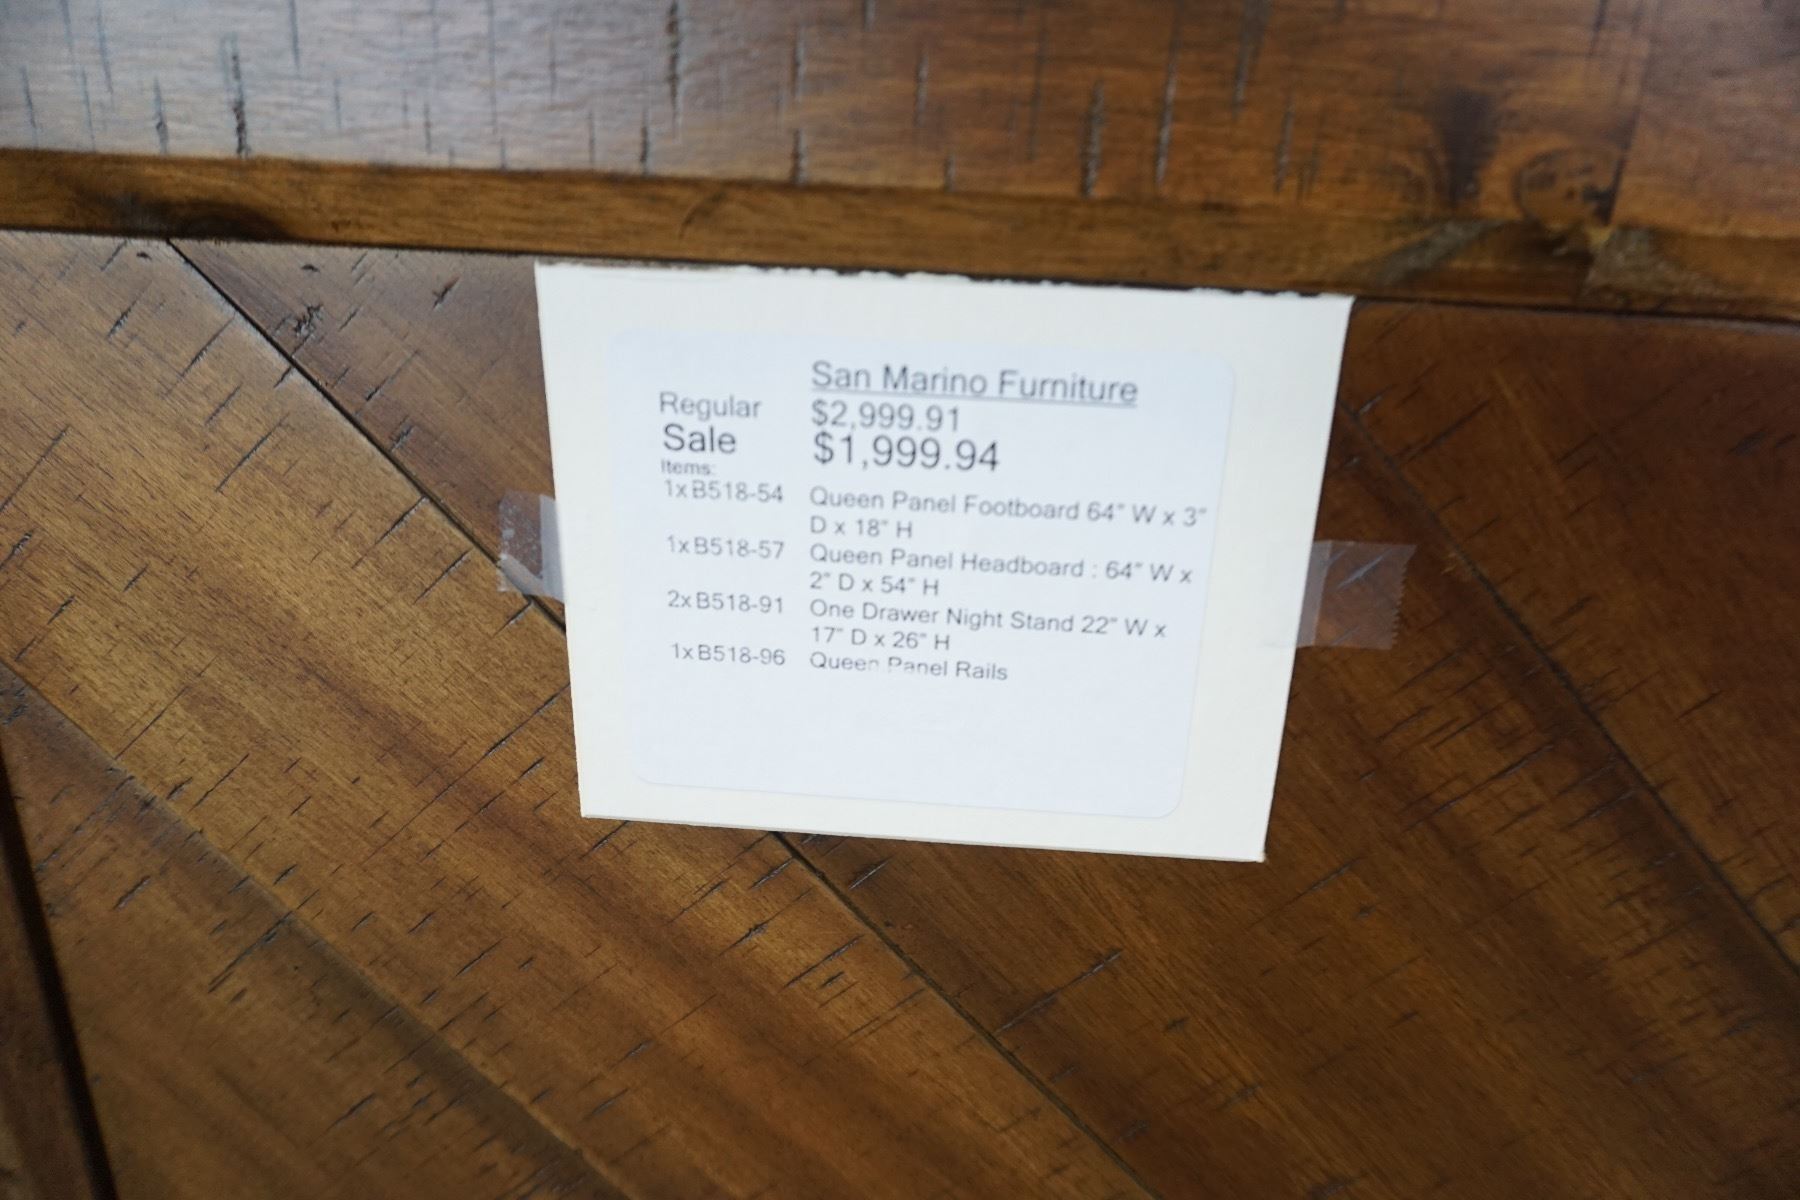 San Marino Furniture
Regular $2,999.91
Sale $1,999.94
Items:
1xB518-54 Queen Panel Footboard 64" W x 3"
D x 18" H
1xB518-57 Queen Panel Headboard : 64" W x
2" D x 54" H
2xB518-91 One Drawer Night Stand 22" W x
17" D x 26" H
1xB518-96 Queen Panel Rails